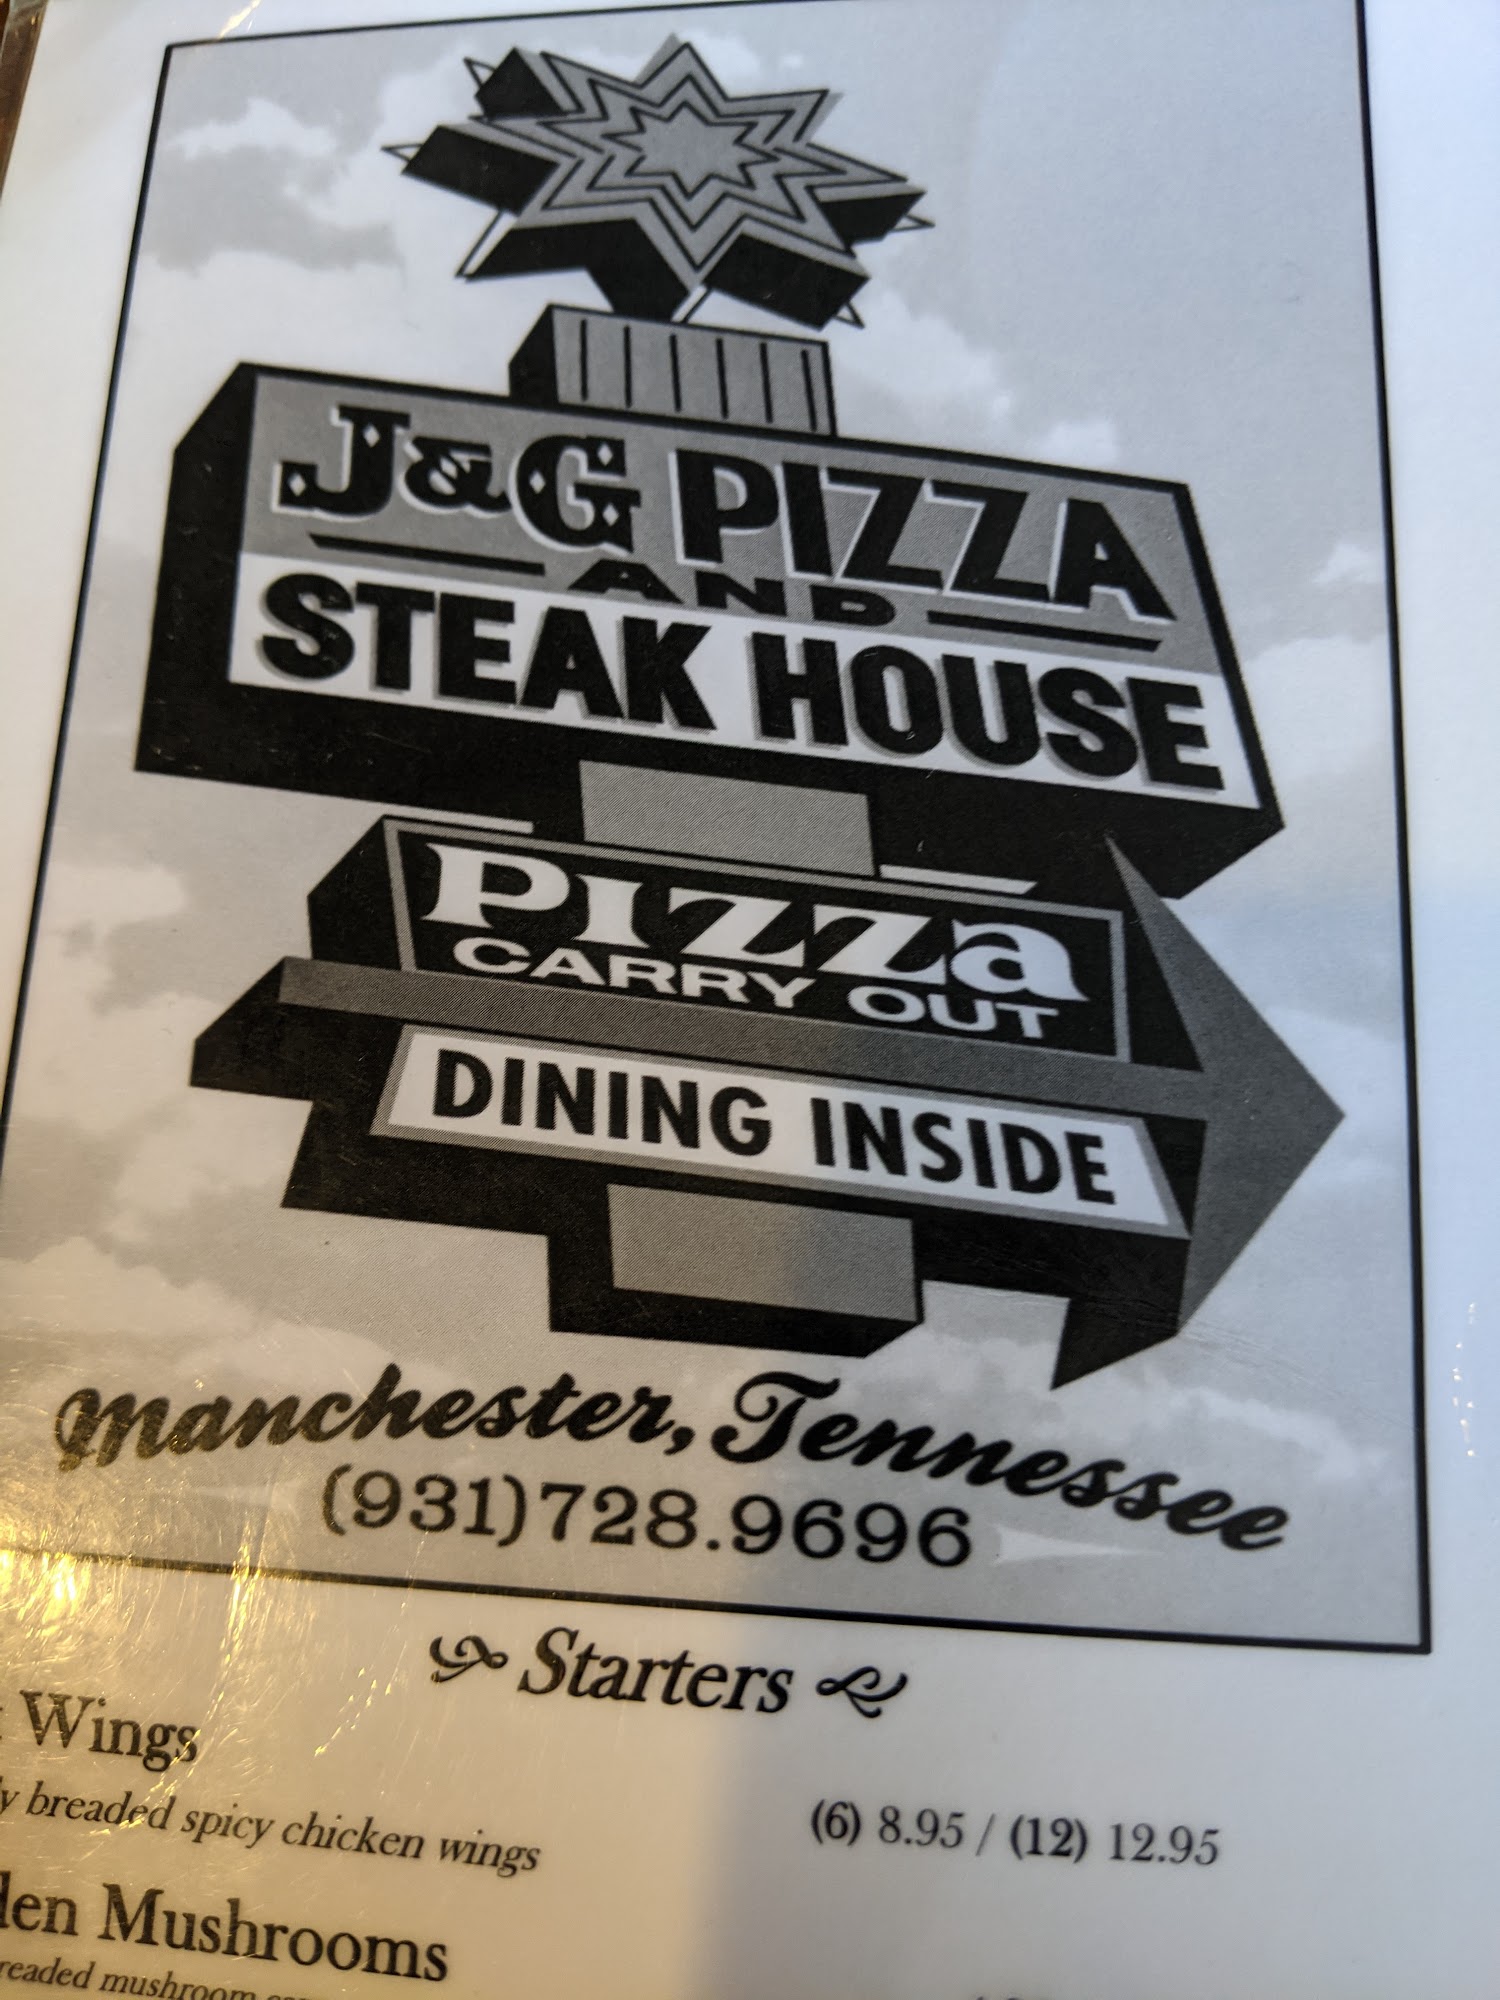 J&G PIZZA
AND
STEAK HOUSE
PIZZa
CARRY OUT
DINING INSIDE
Manchester, Tennessee
(931)728.9696
Starters
Wings
breaded spicy chicken wings
(6) 8.95 / (12) 12.95
Mushrooms
mushroom